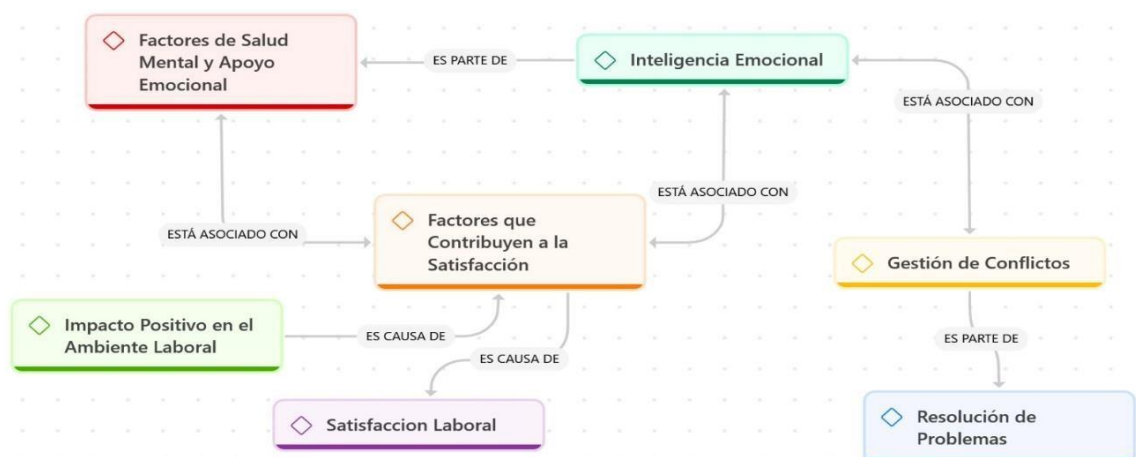 Factores de Salud
Mental y Apoyo
Emocional
ES PARTE DE
Inteligencia Emocional
ESTÁ ASOCIADO CON
ESTÁ ASOCIADO CON
Factores que
Contribuyen a la
Satisfacción
ESTÁ ASOCIADO CON
Gestión de Conflictos
Impacto Positivo en el
Ambiente Laboral
ES CAUSA DE
ES CAUSA DE
ES PARTE DE
Satisfaccion Laboral
Resolución de
Problemas